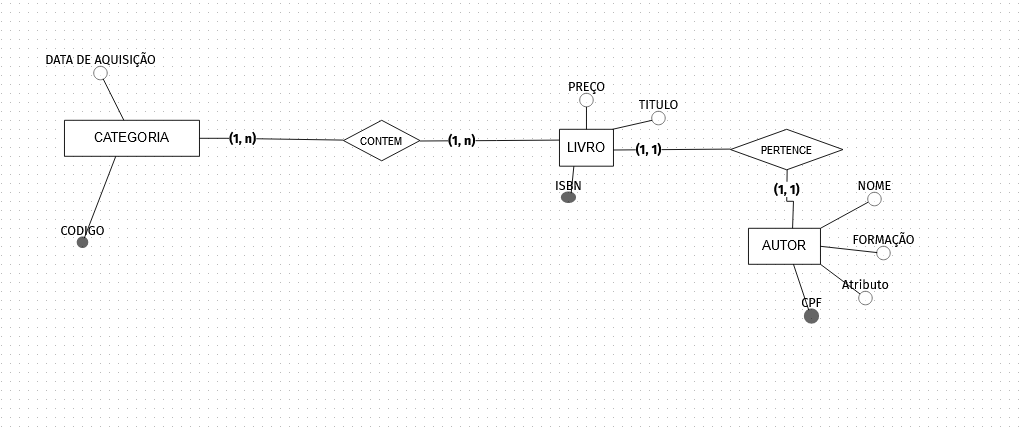 DATA DE AQUISIÇÃO
CATEGORIA
CODIGO
(1, n)
CONTEM
(1, n)
PREÇO
TITULO
LIVRO
ISBN
(1, 1)
PERTENCE
(1, 1)
NOME
AUTOR
FORMAÇÃO
Atributo
CPF